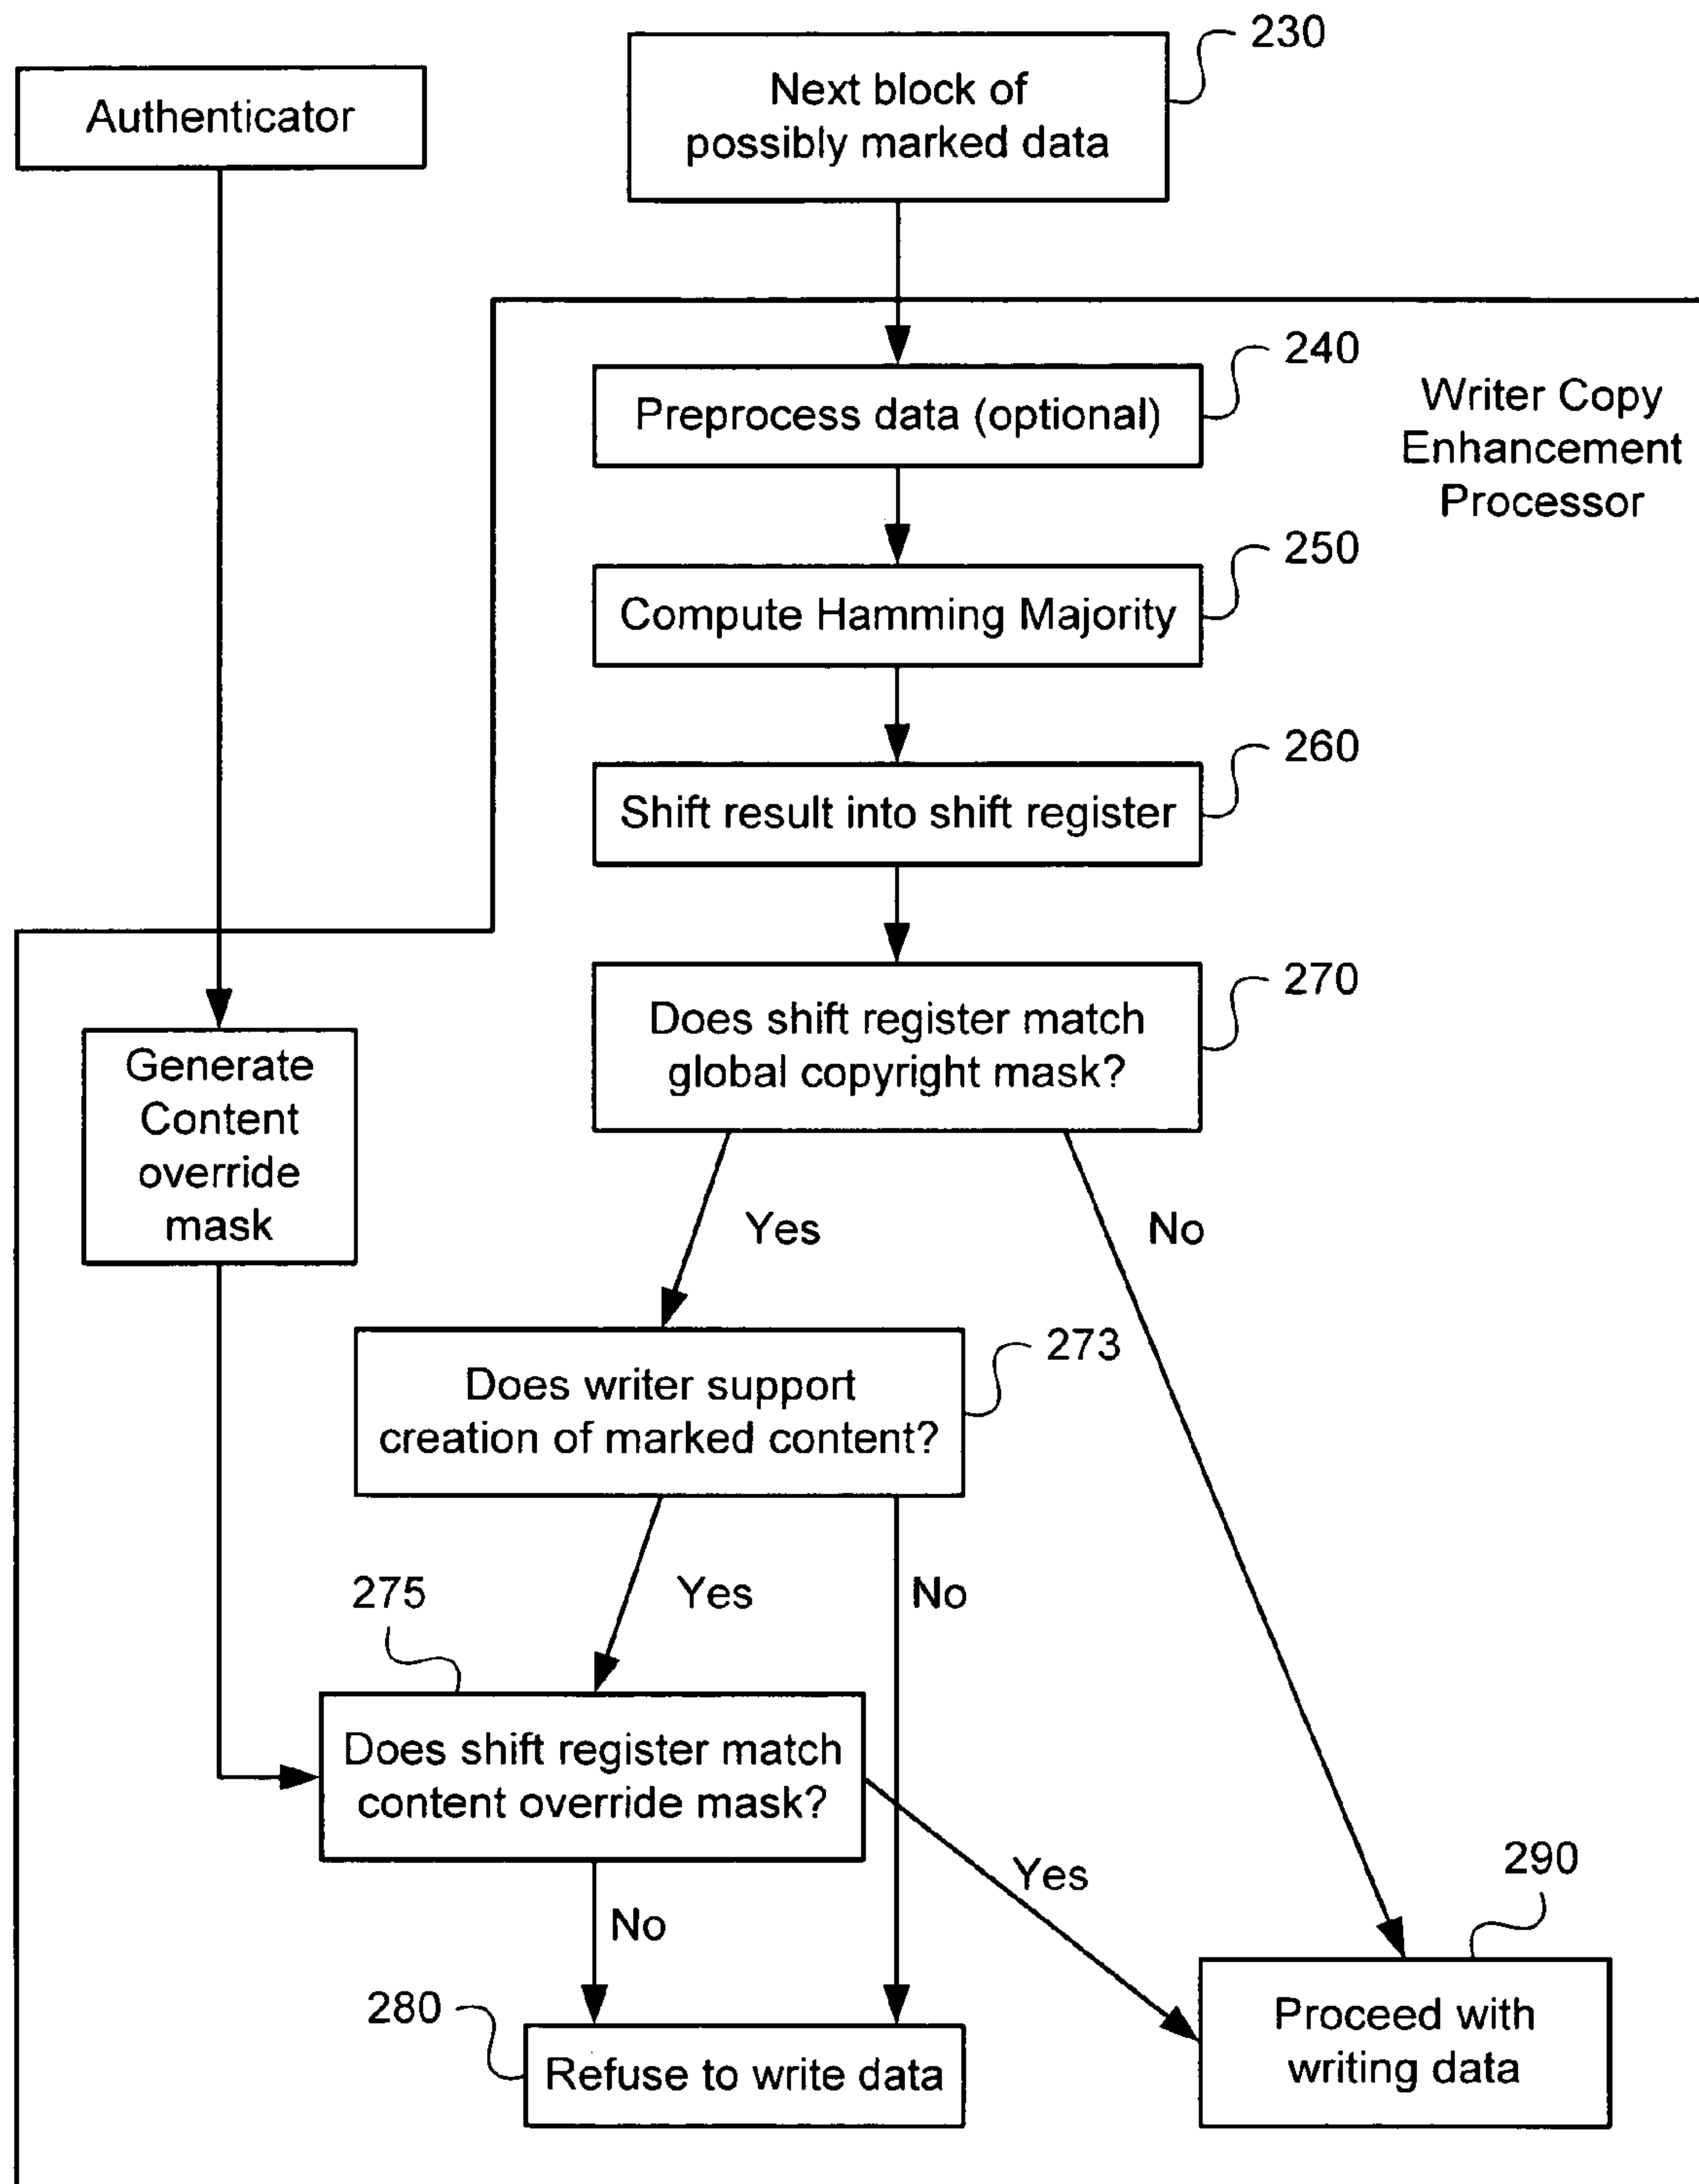 230
Authenticator
Next block of
possibly marked data
240
Preprocess data (optional)
Writer Copy
Enhancement
Processor
250
Compute Hamming Majority
260
Shift result into shift register
270
Does shift register match
global copyright mask?
Generate
Content
override
mask
Yes
No
273
Does writer support
creation of marked content?
275
Yes
No
Does shift register match
content override mask?
Yes
290
No
280
Refuse to write data
Proceed with
writing data